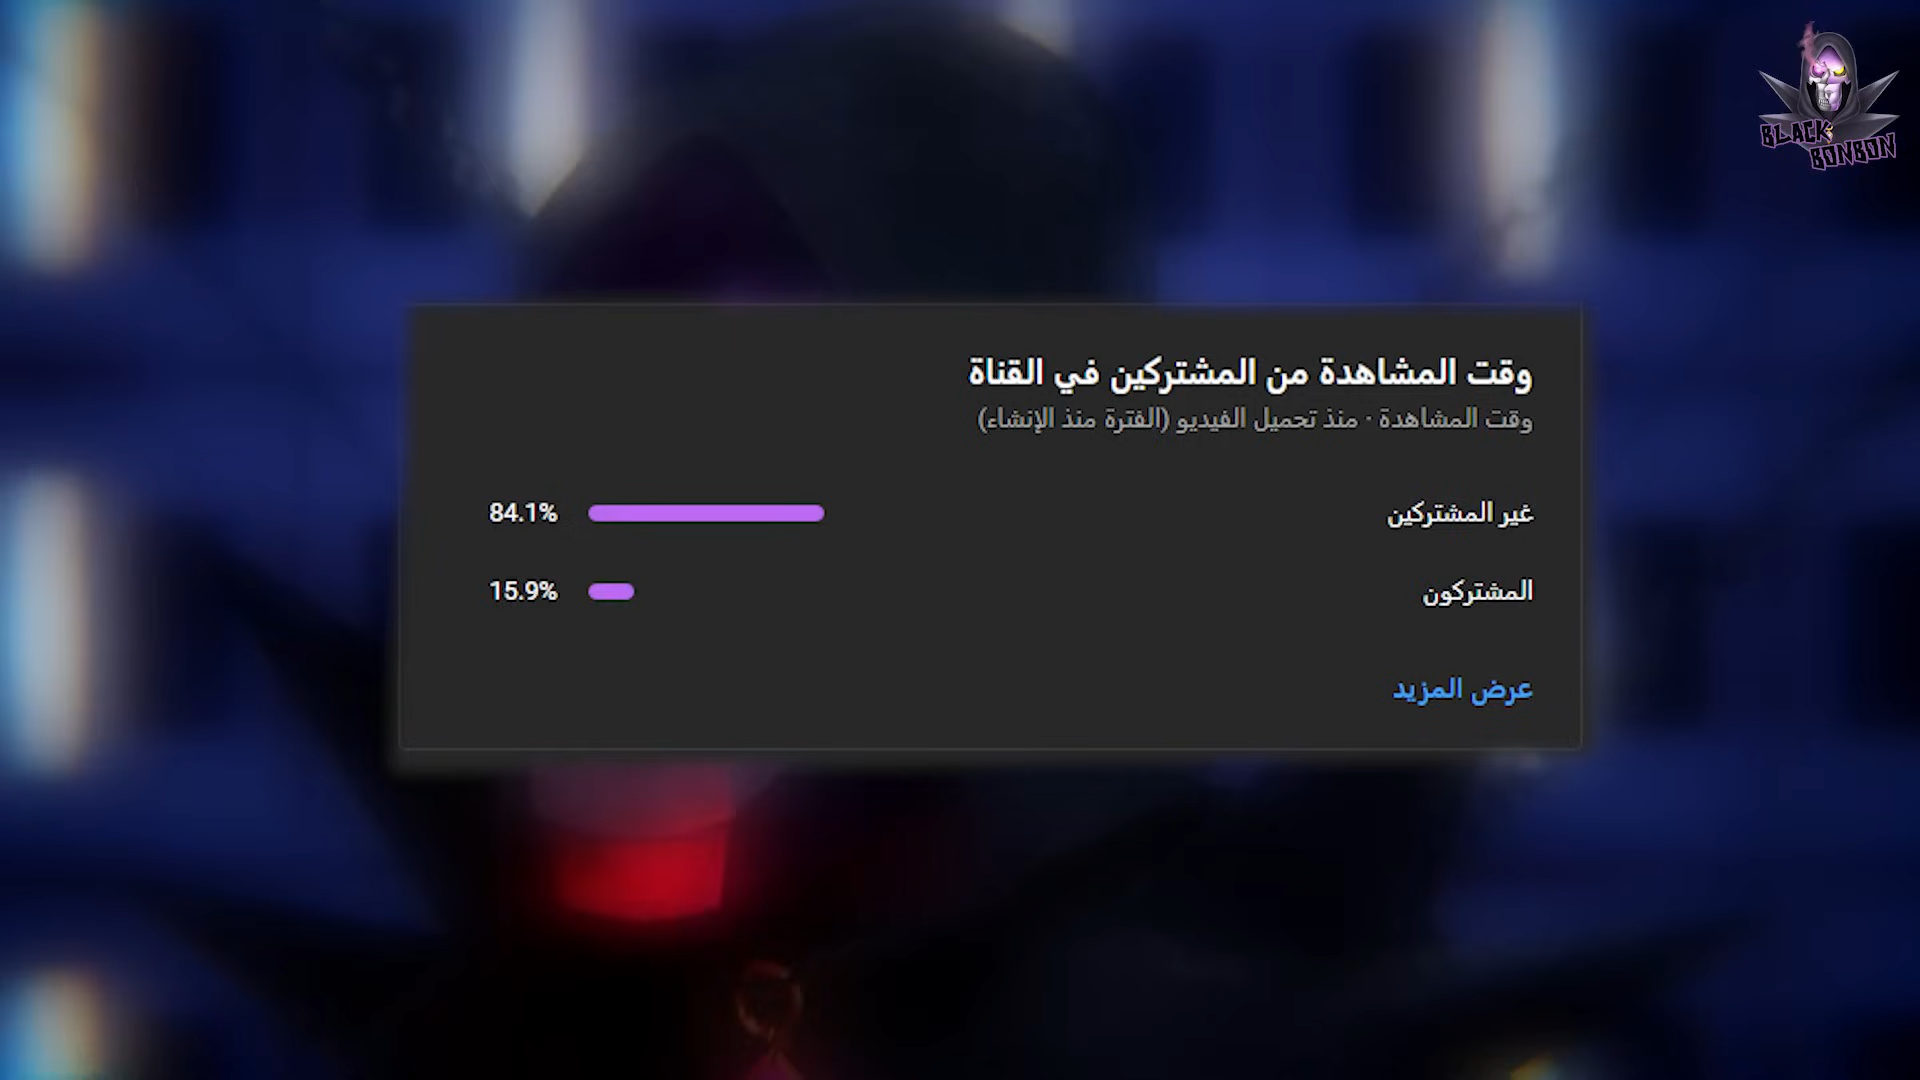 BLACK
BONBON
وقت المشاهدة من المشتركين في القناة
وقت المشاهدة · منذ تحميل الفيديو (الفترة منذ الإنشاء)
غير المشتركين 84.1%
المشتركون 15.9%
عرض المزيد